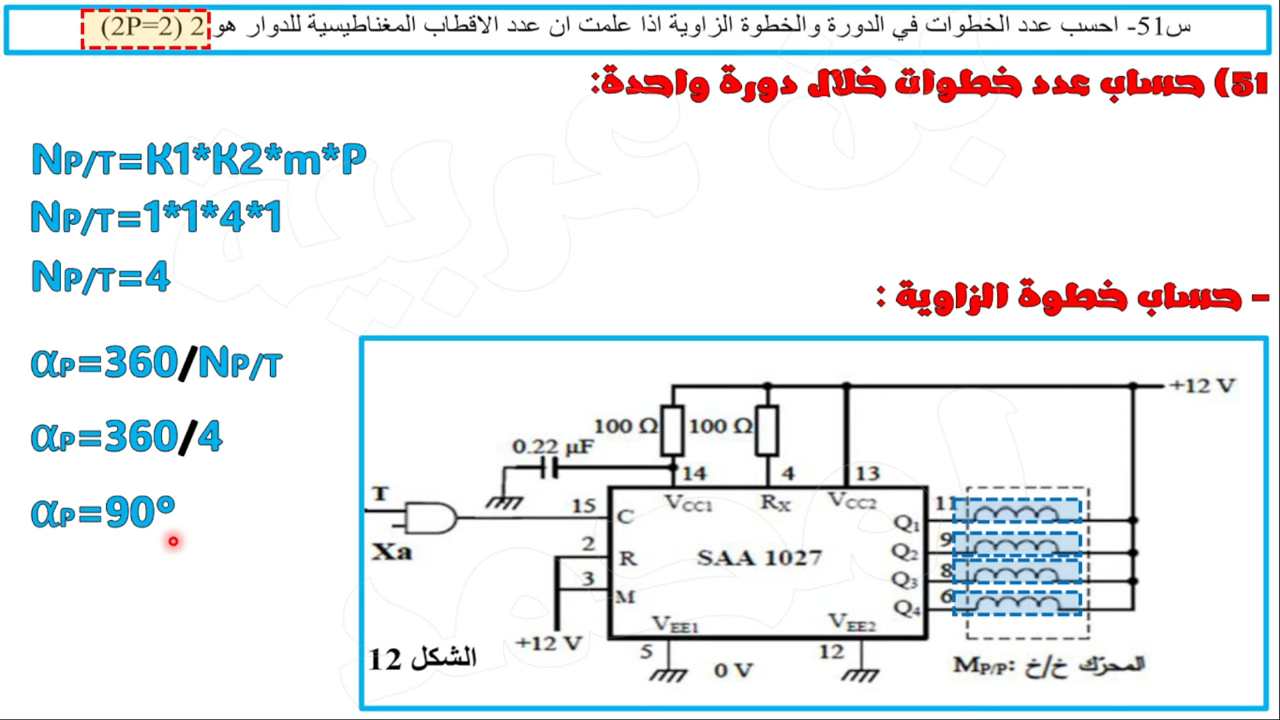 س51- احسب عدد الخطوات في الدورة والخطوة الزاوية اذا علمت ان عدد الاقطاب المغناطيسية للدوار هو 2 (2P=2)
51) حساب عدد خطوات خلال دورة واحدة:
NP/T=K1*K2*m*P
NP/T=1*1*4*1
NP/T=4
- حساب خطوة الزاوية :
αP=360/NP/T
αP=360/4
αP=90°
+12 V
100 Ω
100 Ω
0.22 µF
14
4
13
T
Xa
15
C
VCC1
RX
VCC2
11
Q1
2
R
SAA 1027
9
Q2
3
M
8
Q3
6
Q4
+12 V
VEE1
VEE2
5
0 V
12
الشكل 12
المحرّك خ/خ :MP/P